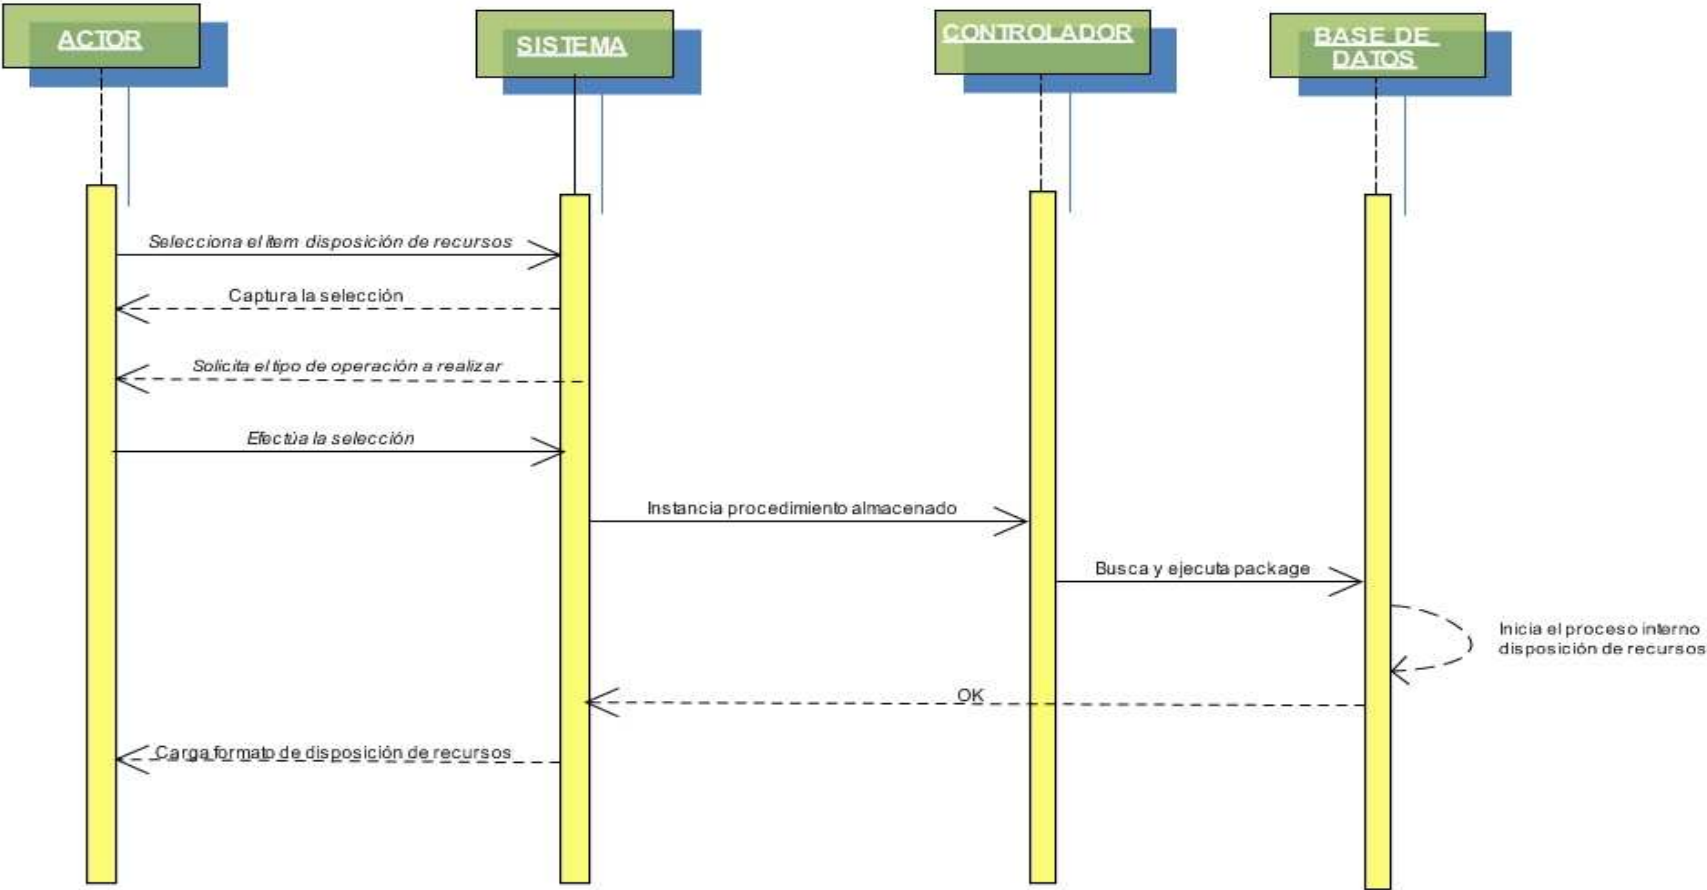 ACTOR
SISTEMA
CONTROLADOR
BASE DE
DATOS
Selecciona el ítem disposición de recursos
Captura la selección
Solicita el tipo de operación a realizar
Efectúa la selección
Instancia procedimiento almacenado
Busca y ejecuta package
Inicia el proceso interno
disposición de recursos
OK
Carga formato de disposición de recursos